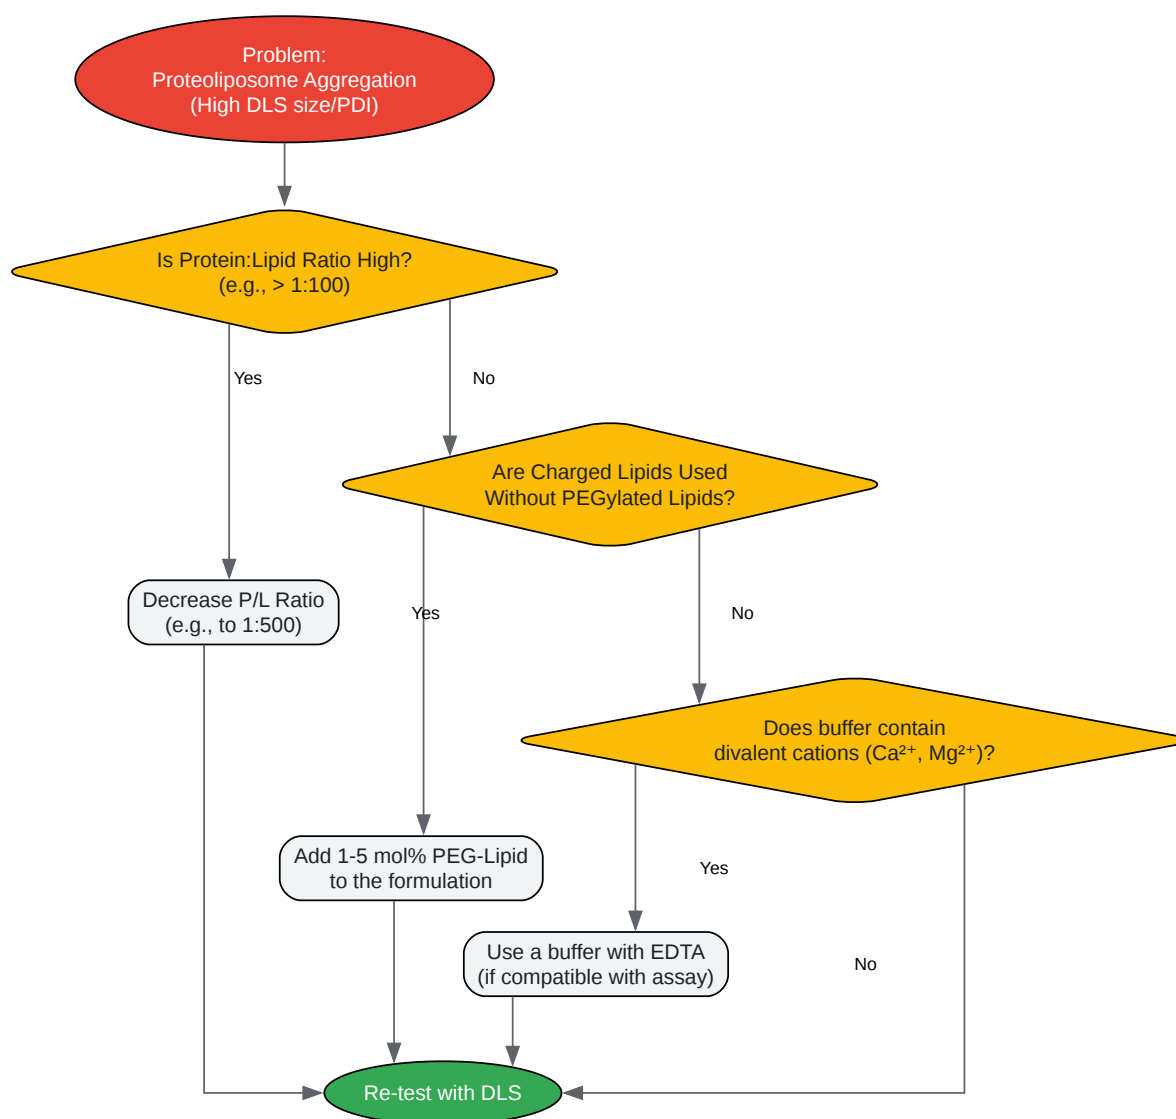 Problem:
Proteoliposome Aggregation
(High DLS size/PDI)
Is Protein:Lipid Ratio High?
(e.g., > 1:100)
Yes
No
Are Charged Lipids Used
Without PEGylated Lipids?
Decrease P/L Ratio
(e.g., to 1:500)
Yes
No
Does buffer contain
divalent cations (Ca²⁺, Mg²⁺)?
Add 1-5 mol% PEG-Lipid
to the formulation
Yes
Use a buffer with EDTA
(if compatible with assay)
No
Re-test with DLS